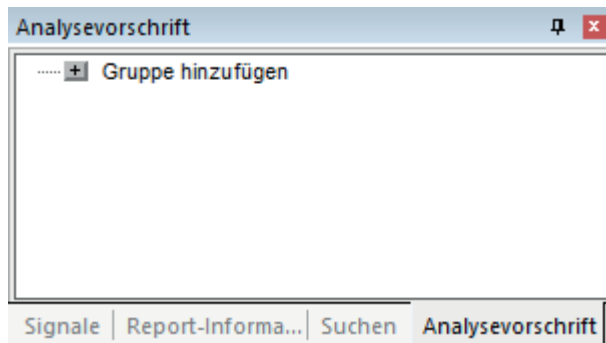 Analysevorschrift
Gruppe hinzufügen
Signale Report-Informa... Suchen Analysevorschrift